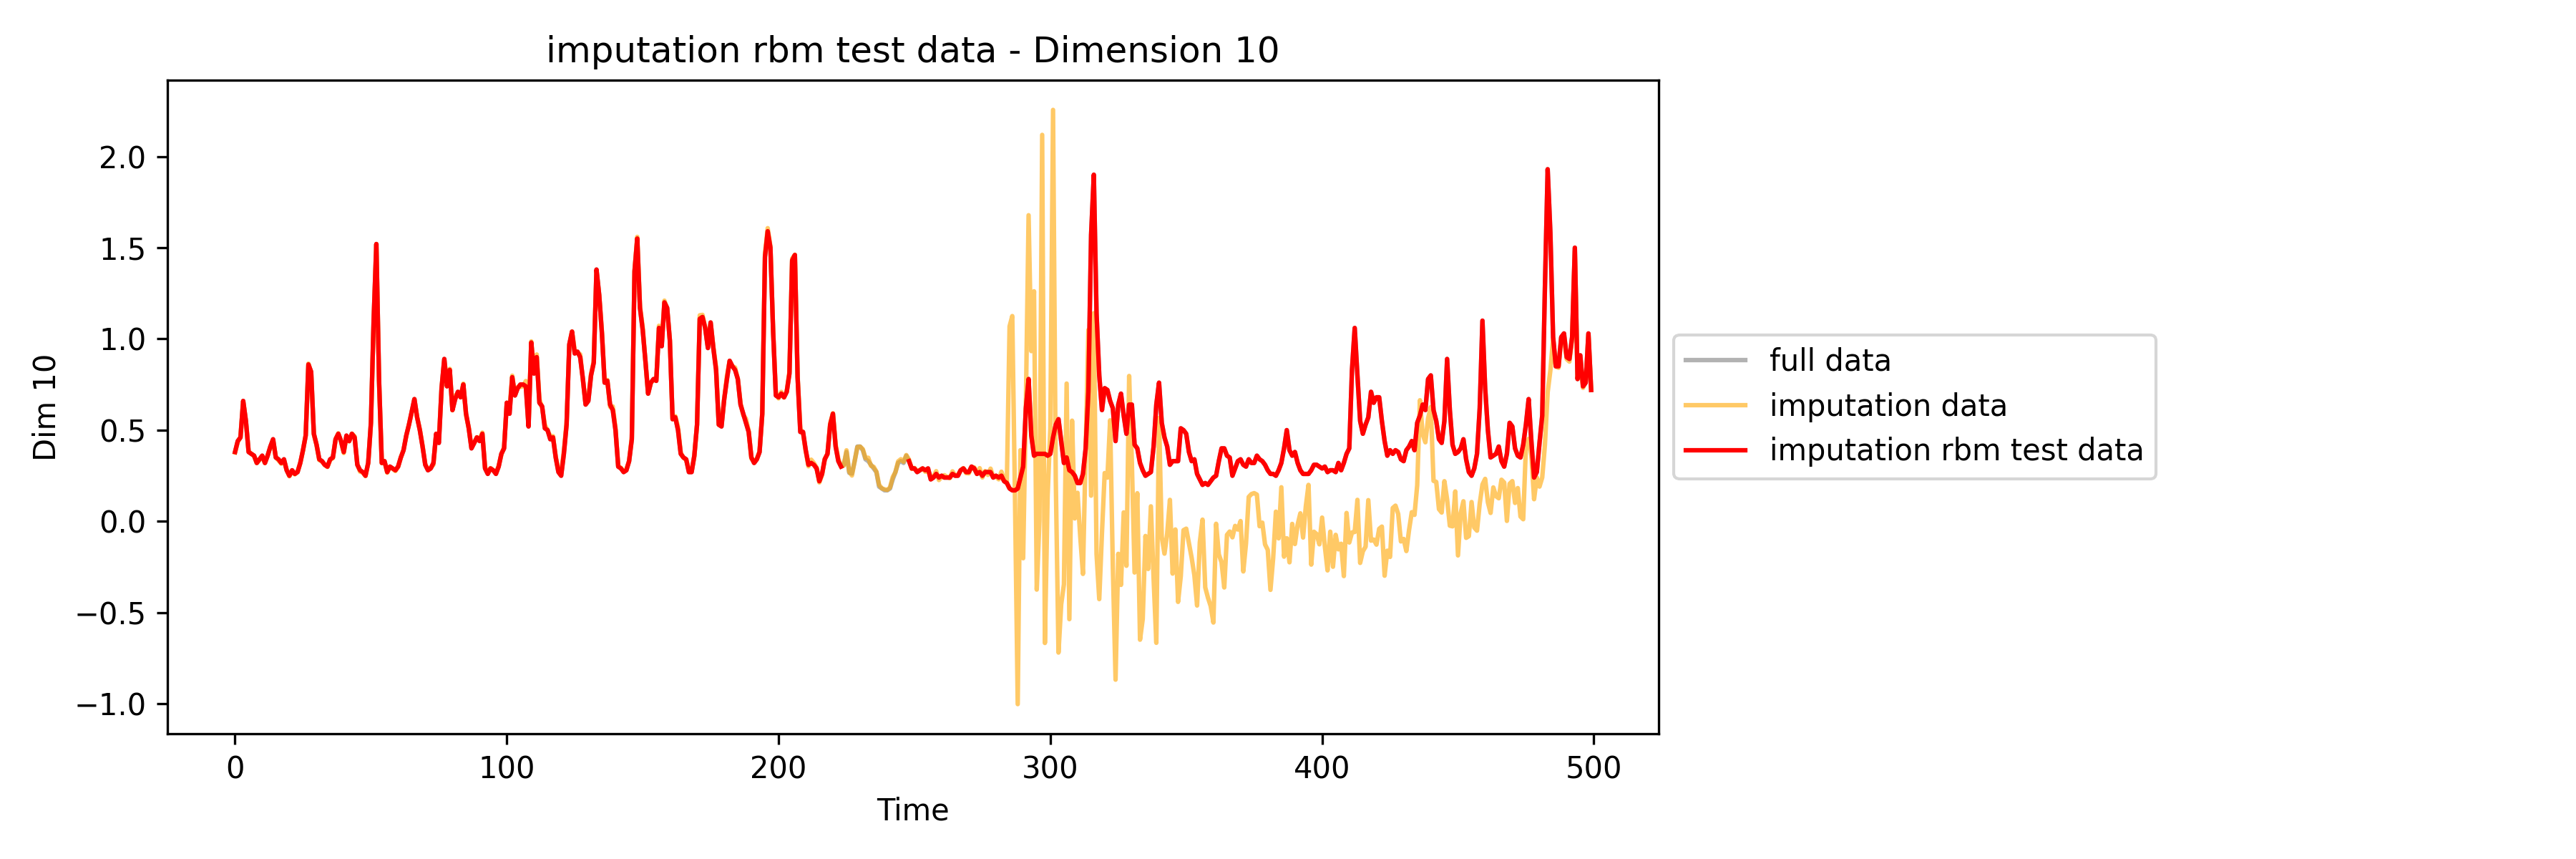 imputation rbm test data - Dimension 10
2.0
1.5
1.0
0.5
0.0
−0.5
−1.0
Dim 10
0 100 200 300 400 500
Time
full data
imputation data
imputation rbm test data